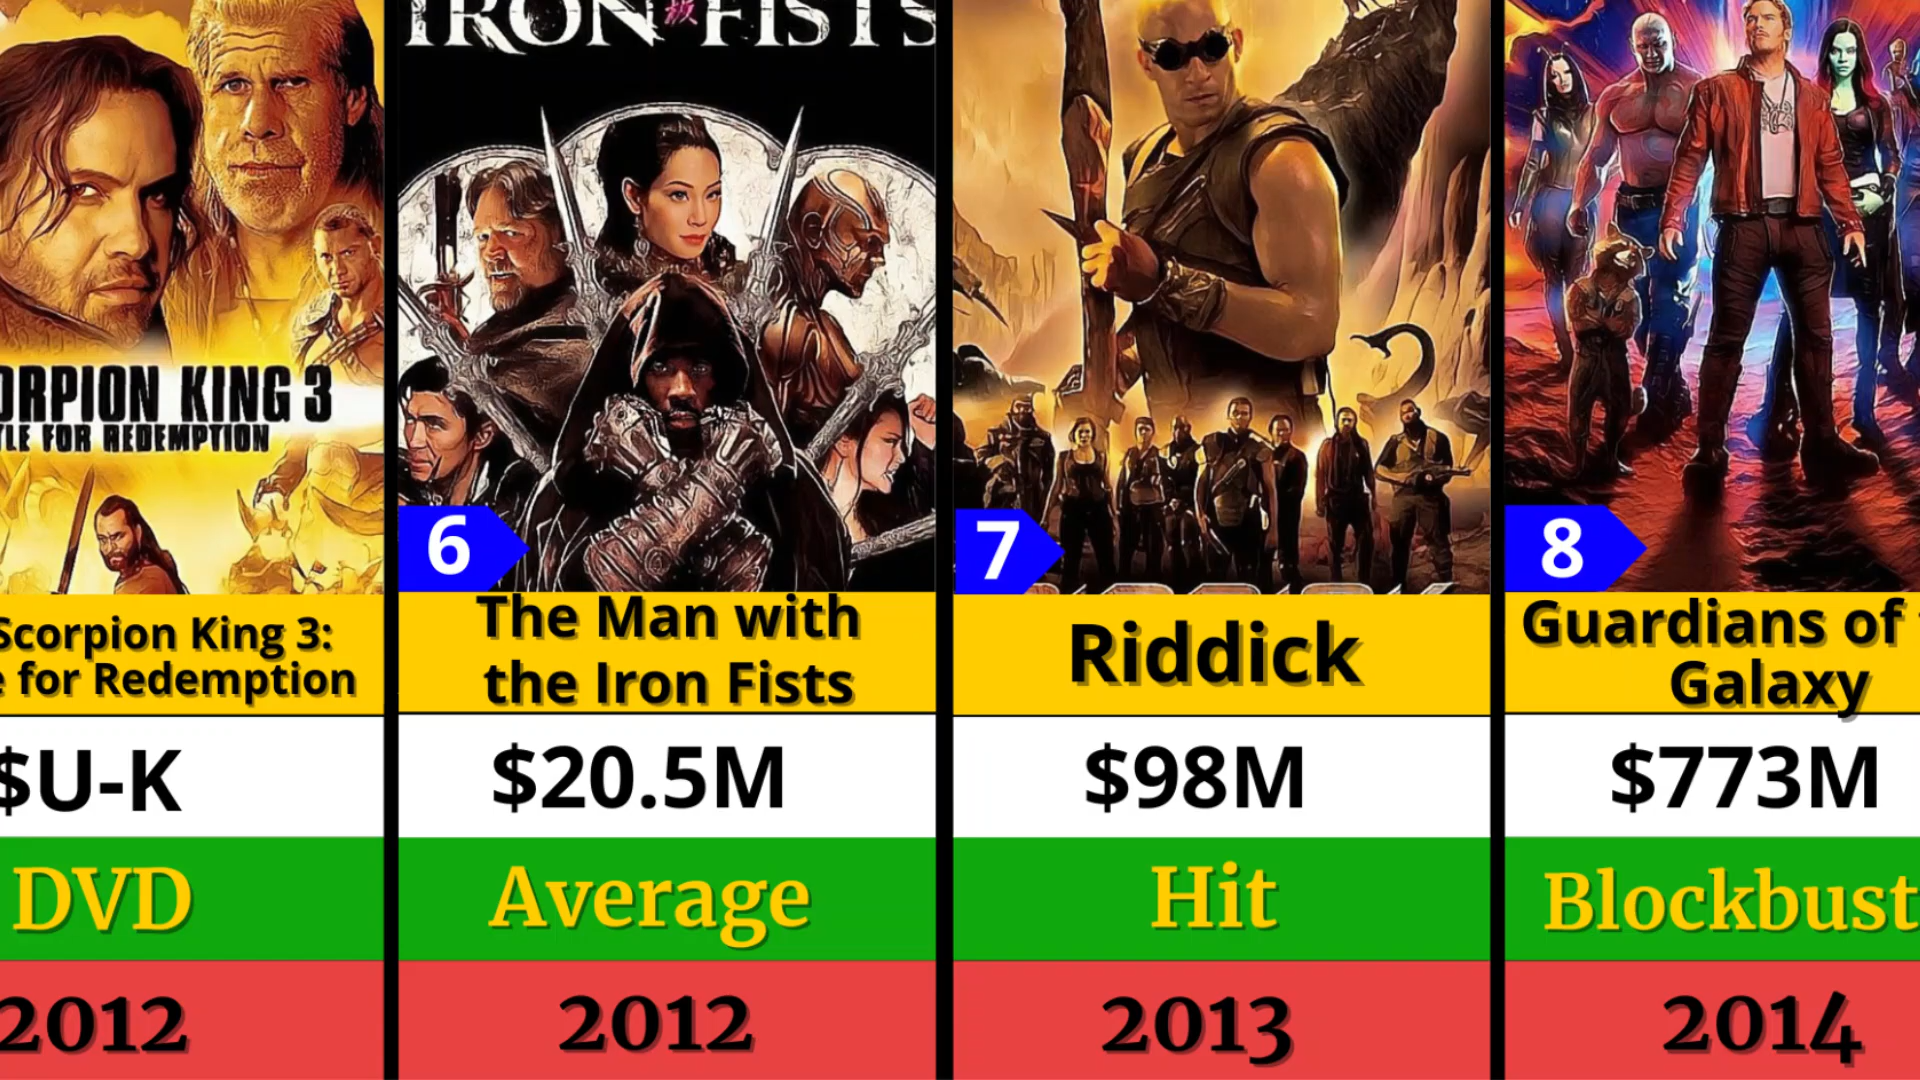 ORPION KING 3
TLE FOR REDEMPTION
Scorpion King 3:
e for Redemption
$U-K
DVD
2012
IRON FISTS
6
The Man with
the Iron Fists
$20.5M
Average
2012
7
Riddick
$98M
Hit
2013
8
Guardians of
Galaxy
$773M
Blockbust
2014